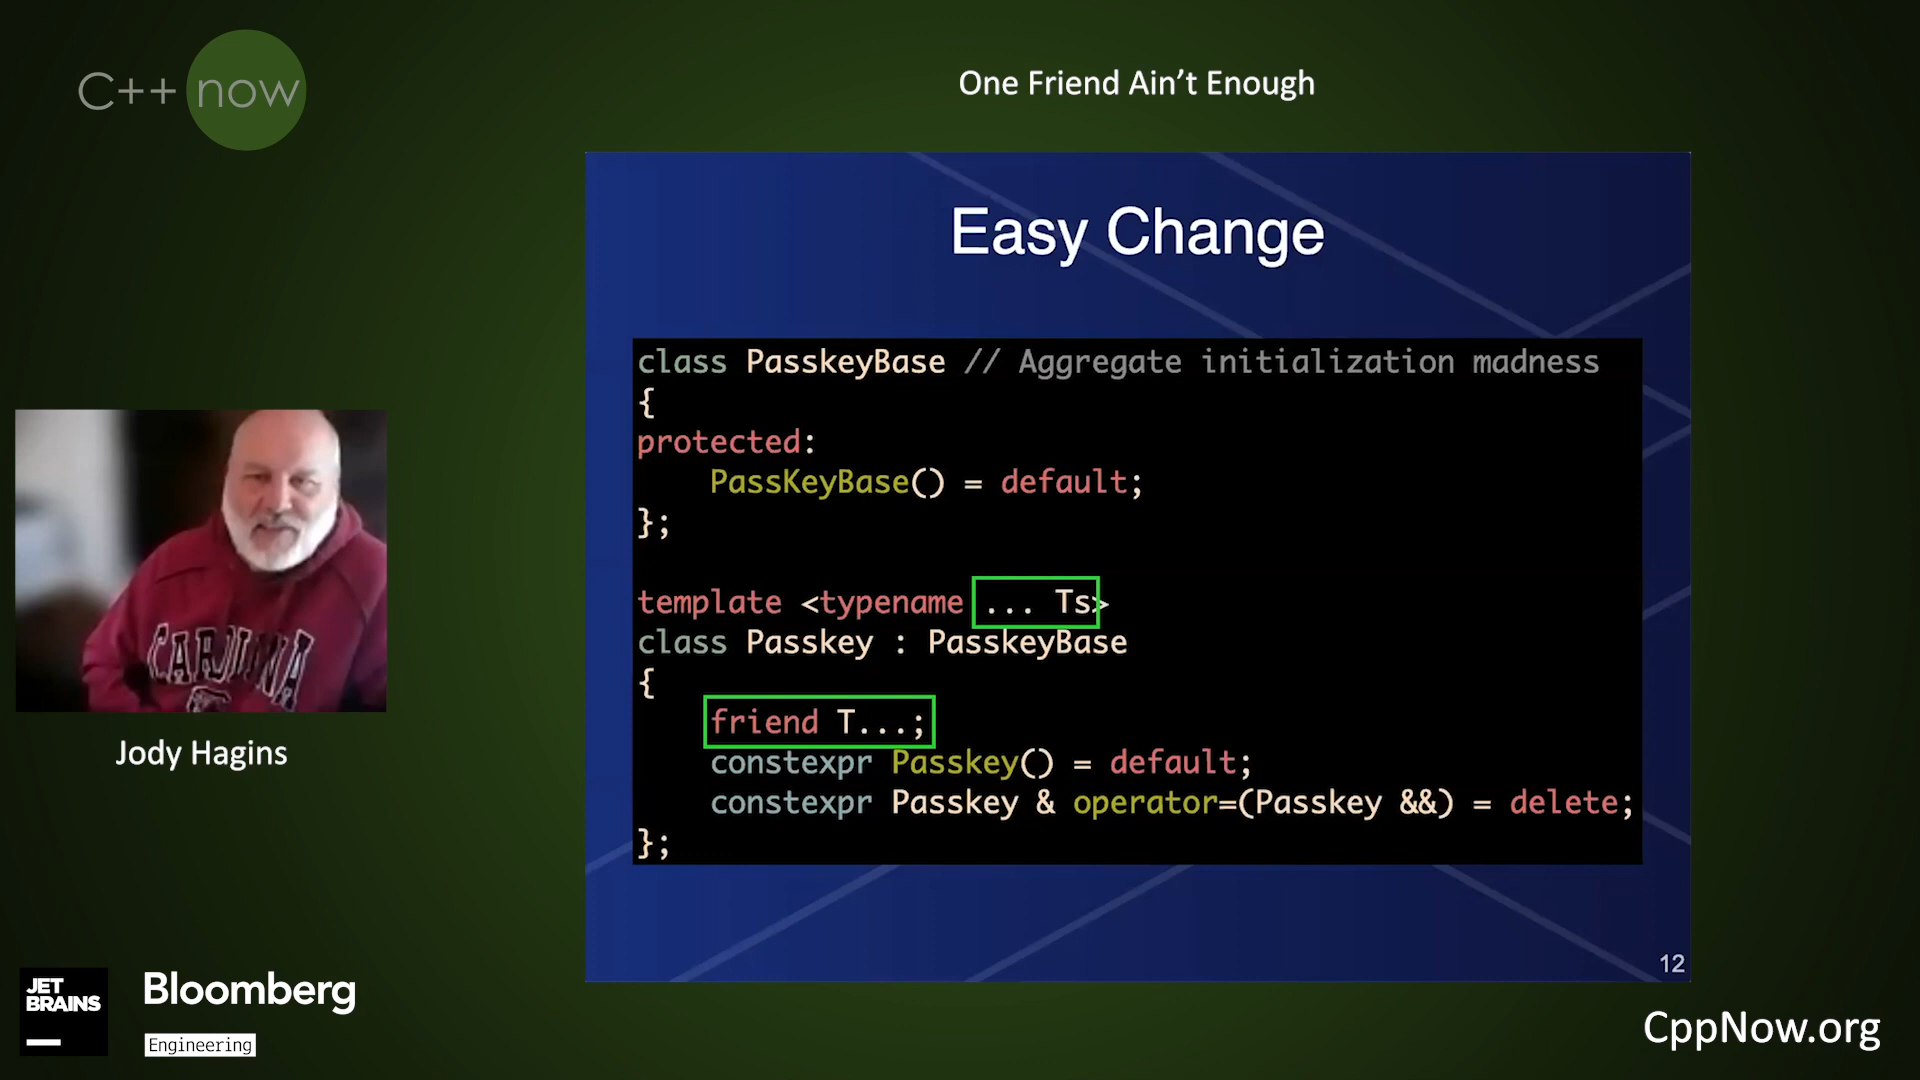 C++ now
One Friend Ain't Enough
Easy Change
class PasskeyBase // Aggregate initialization madness
{
protected:
    PassKeyBase() = default;
};
template <typename ... Ts>
class Passkey : PasskeyBase
{
    friend T...;
    constexpr Passkey() = default;
    constexpr Passkey & operator=(Passkey &&) = delete;
};
12
CAROLINA
Jody Hagins
JET
BRAINS
Bloomberg
Engineering
CppNow.org